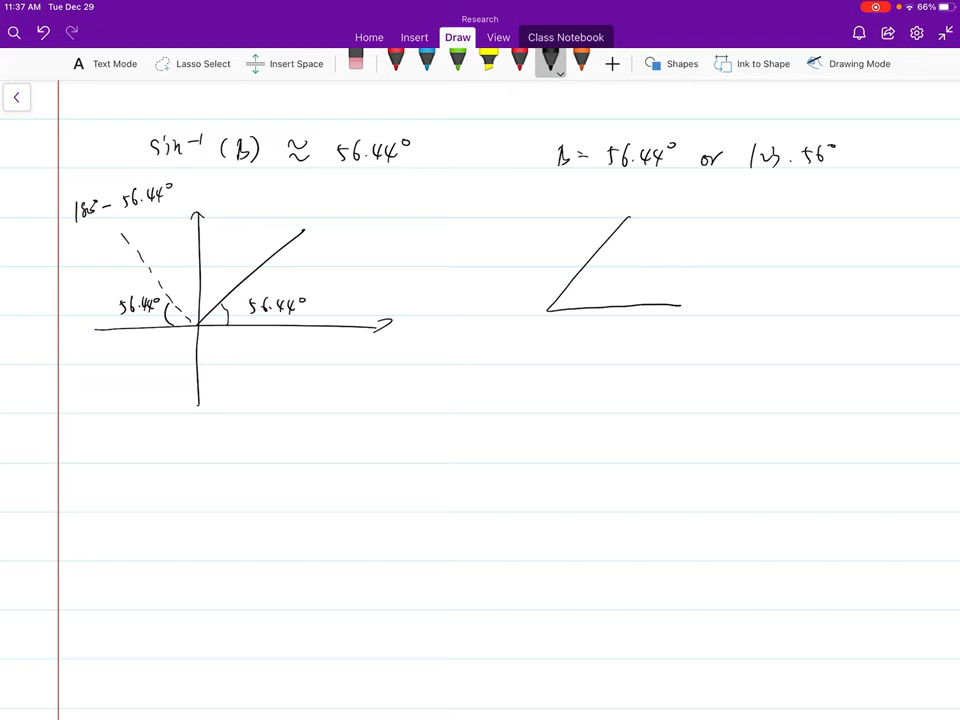 11:37 AM Tue Dec 29
66%
Research
Home Insert Draw View Class Notebook
Text Mode Lasso Select Insert Space Shapes Ink to Shape Drawing Mode
sin⁻¹ (B) ≈ 56.44°
B = 56.44° or 123.56°
180° - 56.44°
56.44° 56.44°